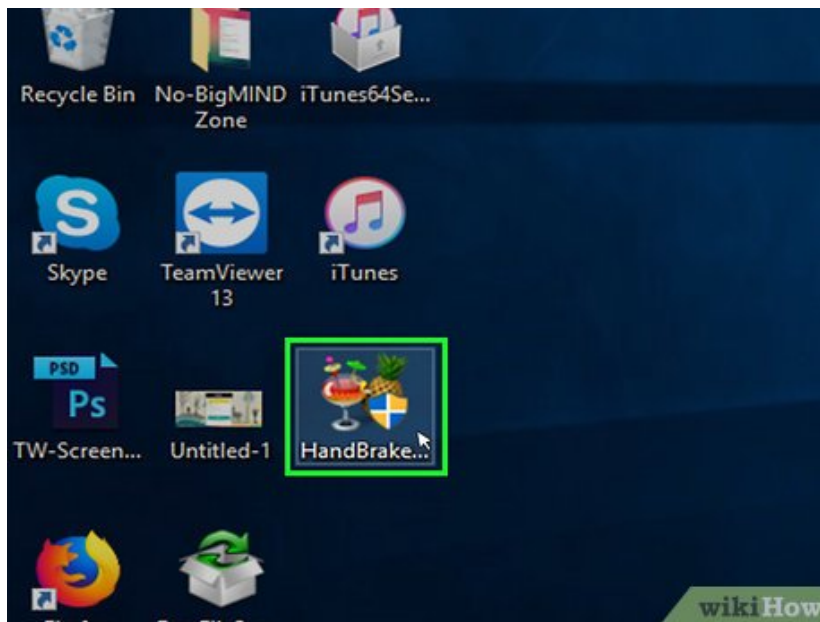 Recycle Bin
No-BigMIND
Zone
iTunes64Se...
S
Skype
TeamViewer
13
iTunes
PSD
Ps
TW-Screen...
Untitled-1
HandBrake...
wikiHow